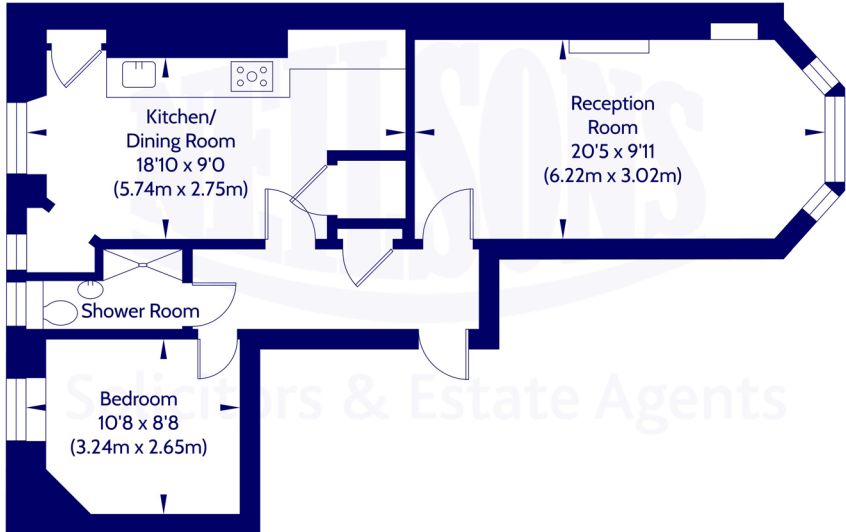 Kitchen/
Dining Room
18'10 x 9'0
(5.74m x 2.75m)
Reception
Room
20'5 x 9'11
(6.22m x 3.02m)
Shower Room
Bedroom
10'8 x 8'8
(3.24m x 2.65m)
NEILSONS
Solicitors & Estate Agents